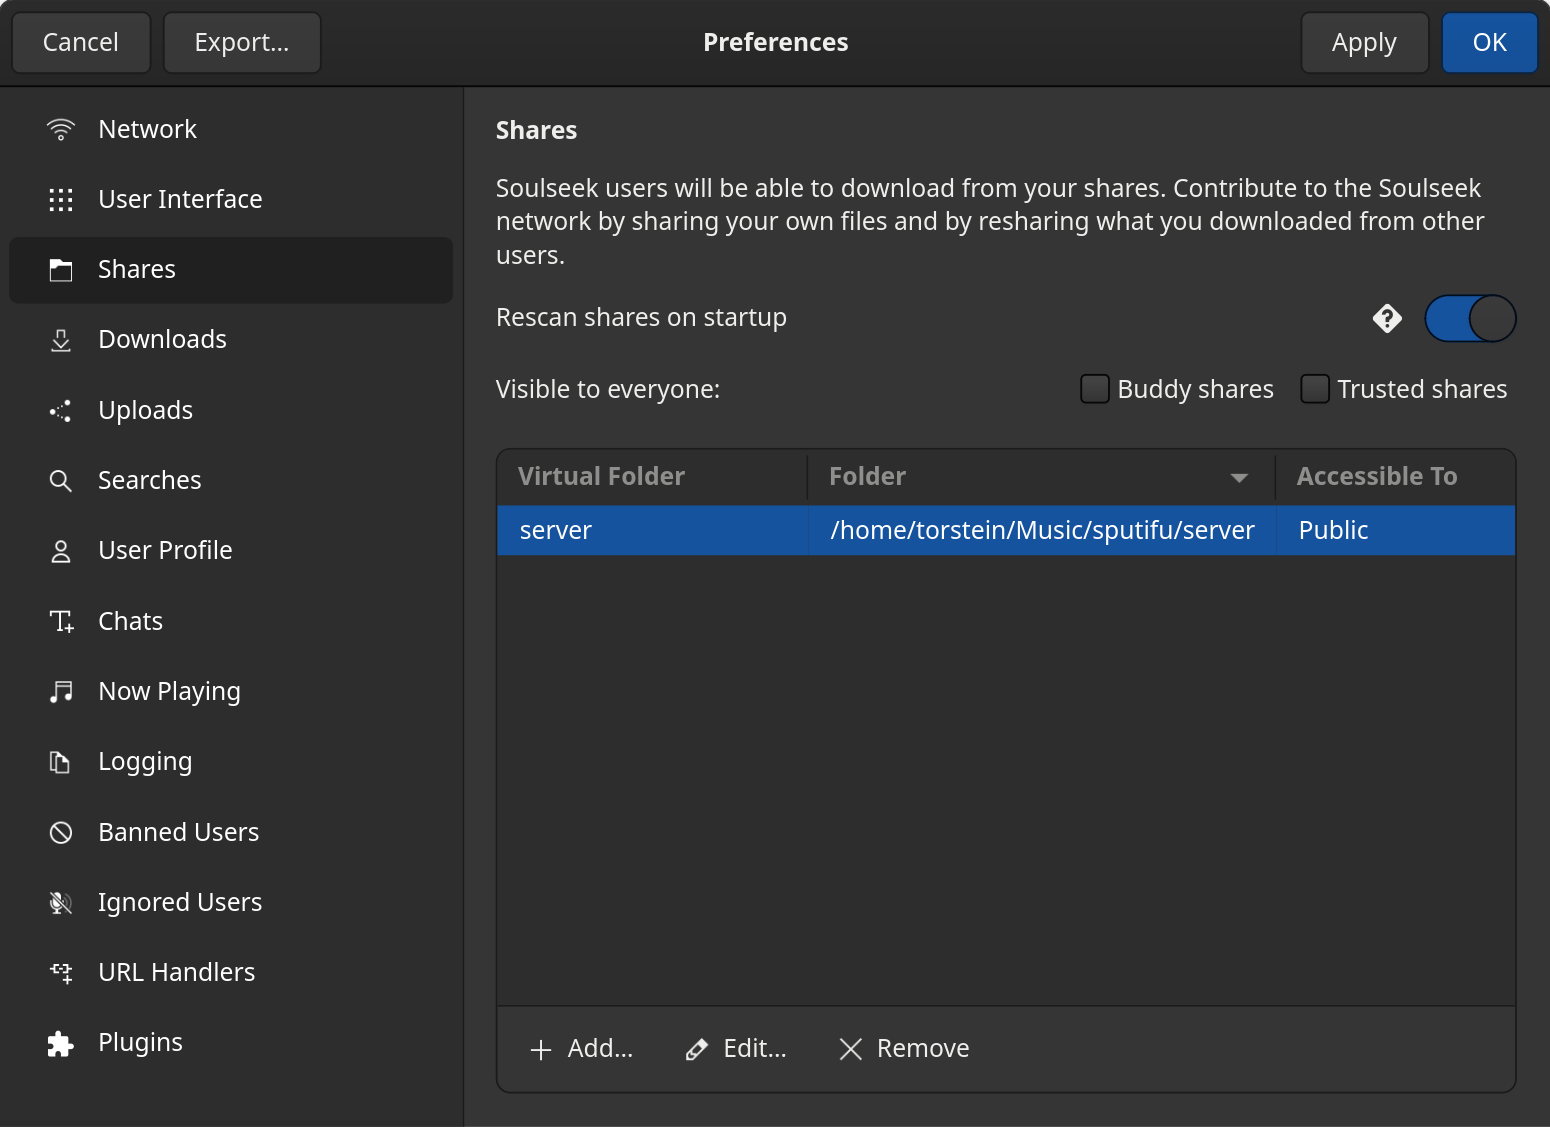 Cancel
Export...
Preferences
Apply
OK
Network
User Interface
Shares
Downloads
Uploads
Searches
User Profile
Chats
Now Playing
Logging
Banned Users
Ignored Users
URL Handlers
Plugins
Shares
Soulseek users will be able to download from your shares. Contribute to the Soulseek
network by sharing your own files and by resharing what you downloaded from other
users.
Rescan shares on startup
Visible to everyone:
Buddy shares
Trusted shares
Virtual Folder
Folder
Accessible To
server
/home/torstein/Music/sputifu/server
Public
Add...
Edit...
Remove